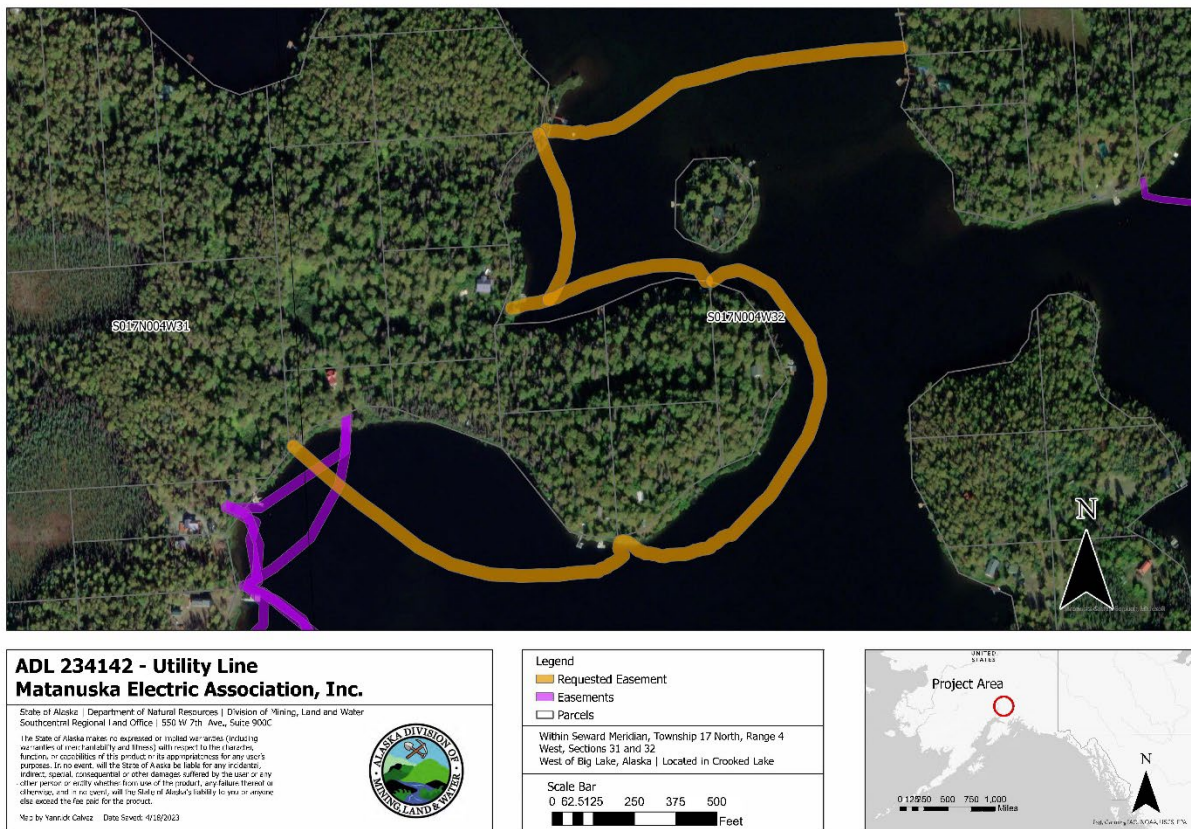 S017N004W31
S017N004W32
N
ADL 234142 - Utility Line
Matanuska Electric Association, Inc.
State of Alaska | Department of Natural Resources | Division of Mining, Land and Water
Southcentral Regional Land Office | 550 W 7th Ave., Suite 900C
The State of Alaska makes no expressed or implied warranties (including
warranties of merchantability and fitness) with respect to the character,
function, or capabilities of this product or its appropriateness for any user's
purposes. In no event will the State of Alaska be liable for any incidental,
indirect, special, consequential or other damages suffered by the user or any
other person or entity whether from use of the product, any failure thereof or
otherwise, and in no event will the State of Alaska's liability to you or anyone
else exceed the fee paid for the product.
Map by Yannick Calvez Date Saved: 4/18/2023
ALASKA DIVISION OF
MINING, LAND & WATER
Legend
Requested Easement
Easements
Parcels
Within Seward Meridian, Township 17 North, Range 4
West, Sections 31 and 32
West of Big Lake, Alaska | Located in Crooked Lake
Scale Bar
0 62.5125 250 375 500
Feet
UNITED
STATES
Project Area
N
0 125250 500 750 1,000
Miles